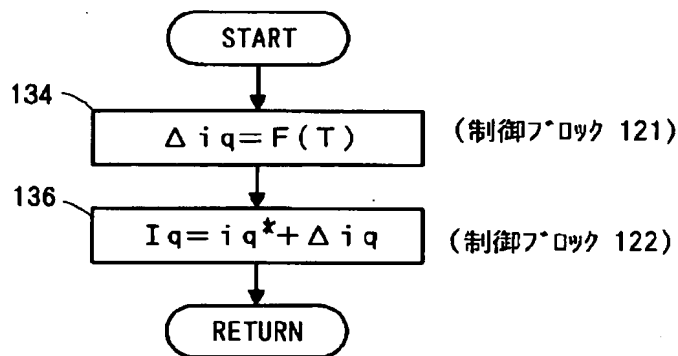 START
134
Δiq=F(T)
(制御ブロック 121)
136
Iq=iq*+Δiq
(制御ブロック 122)
RETURN